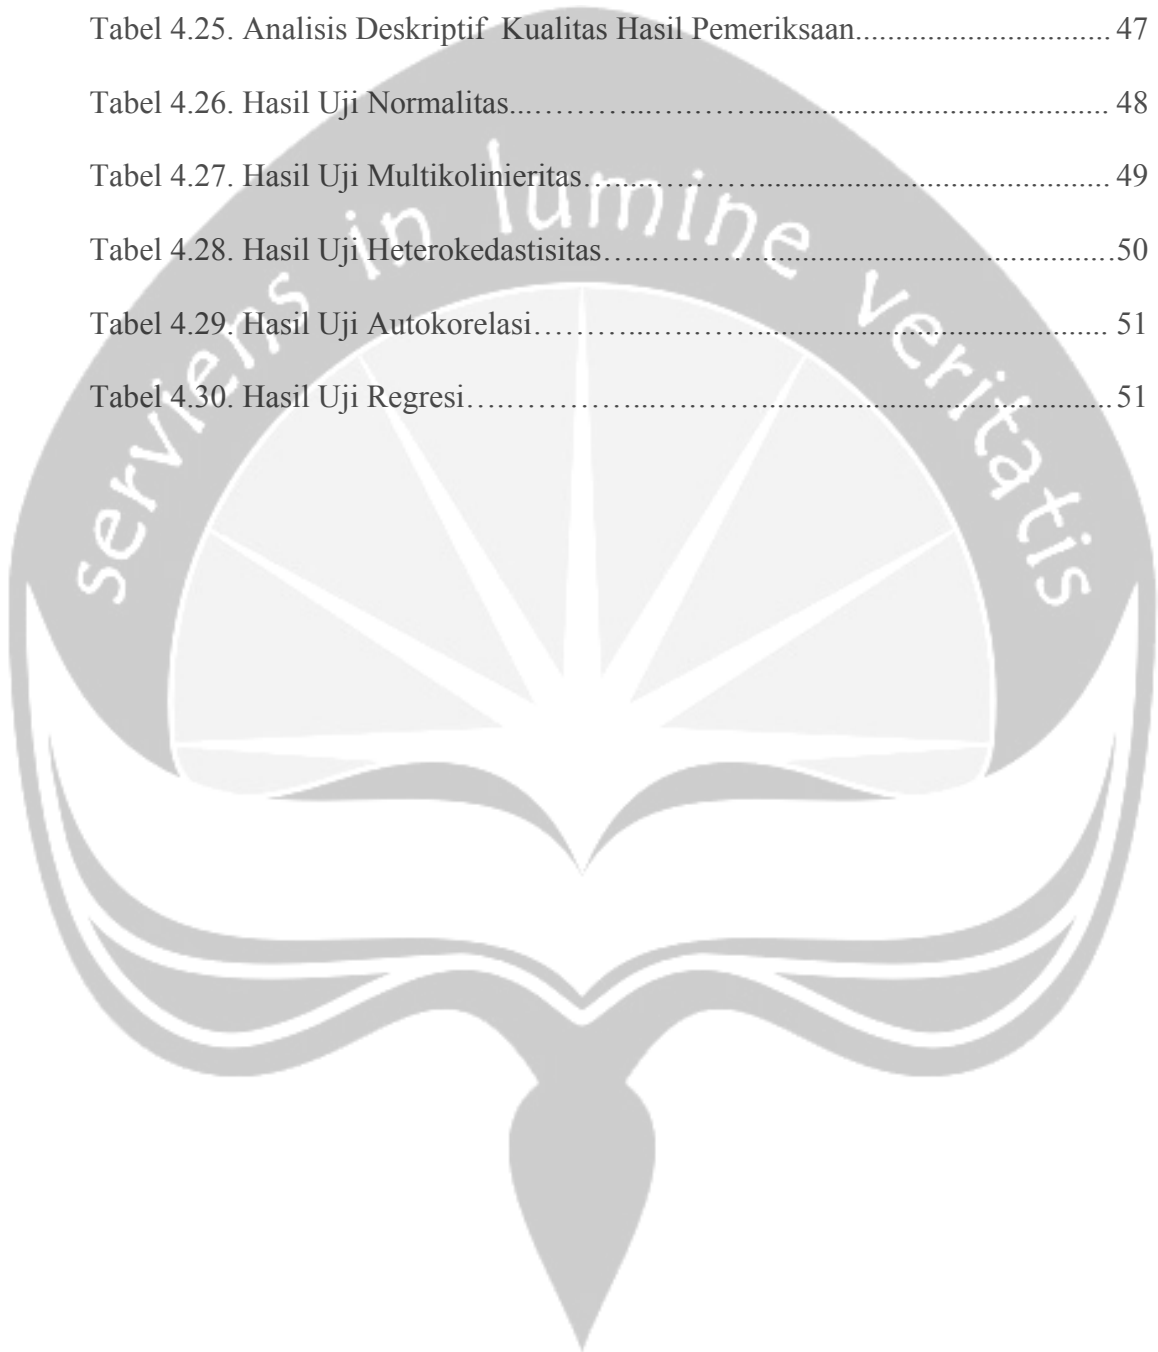 Tabel 4.25. Analisis Deskriptif  Kualitas Hasil Pemeriksaan................................ 47
Tabel 4.26. Hasil Uji Normalitas...…………...………….......................................... 48
Tabel 4.27. Hasil Uji Multikolinieritas…....…………............................................. 49
Tabel 4.28. Hasil Uji Heterokedastisitas…...………….............................................50
Tabel 4.29. Hasil Uji Autokorelasi………...…………............................................. 51
Tabel 4.30. Hasil Uji Regresi….…………...………….............................................51
serviens in lumine veritatis